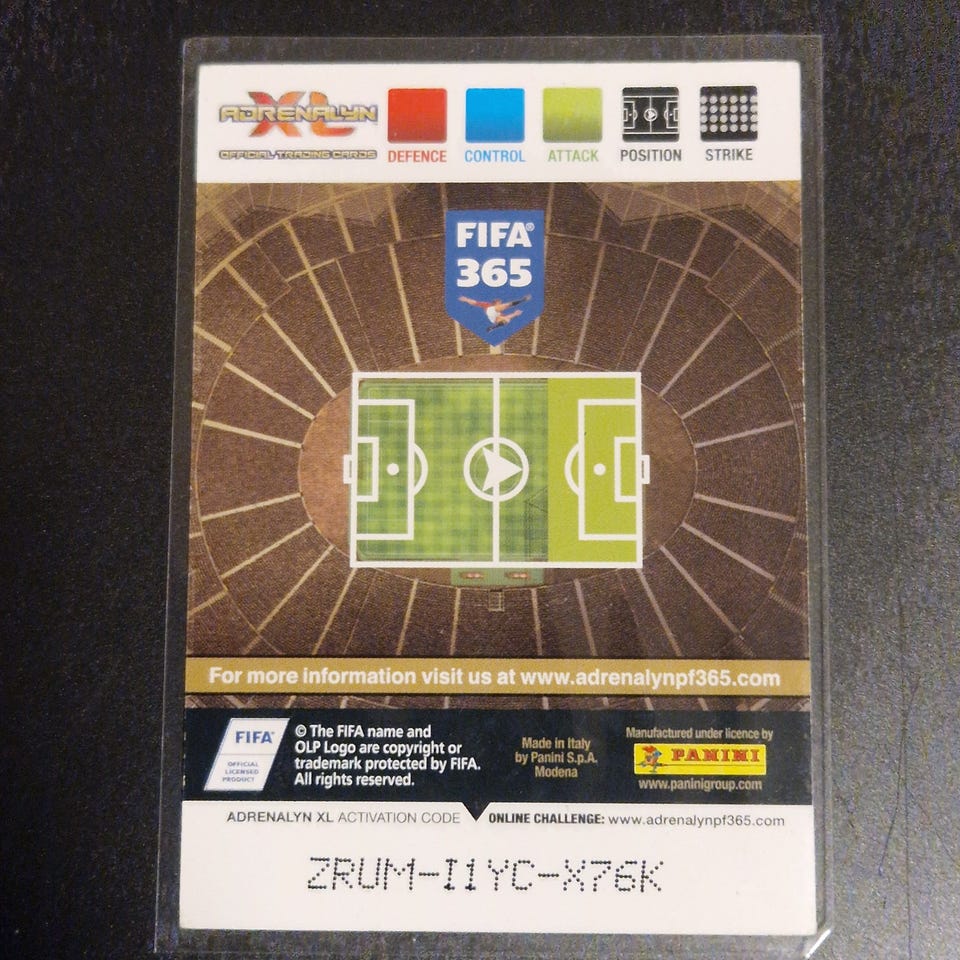 ADRENALYN
XL
OFFICIAL TRADING CARDS
DEFENCE CONTROL ATTACK POSITION STRIKE
FIFA®
365
For more information visit us at www.adrenalynpf365.com
FIFA®
OFFICIAL
LICENSED
PRODUCT
© The FIFA name and
OLP Logo are copyright or
trademark protected by FIFA.
All rights reserved.
Made in Italy
by Panini S.p.A.
Modena
Manufactured under licence by
PANINI
www.paninigroup.com
ADRENALYN XL ACTIVATION CODE
ONLINE CHALLENGE: www.adrenalynpf365.com
ZRUM-I1YC-X76K